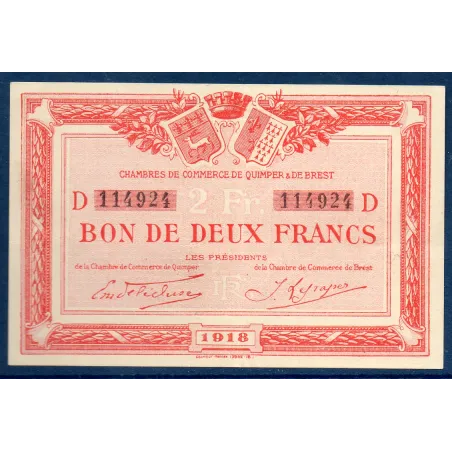 CHAMBRES DE COMMERCE DE QUIMPER & DE BREST
D 114924 2 Fr. 114924 D
BON DE DEUX FRANCS
LES PRÉSIDENTS
de la Chambre de Commerce de Quimper de la Chambre de Commerce de Brest
1918